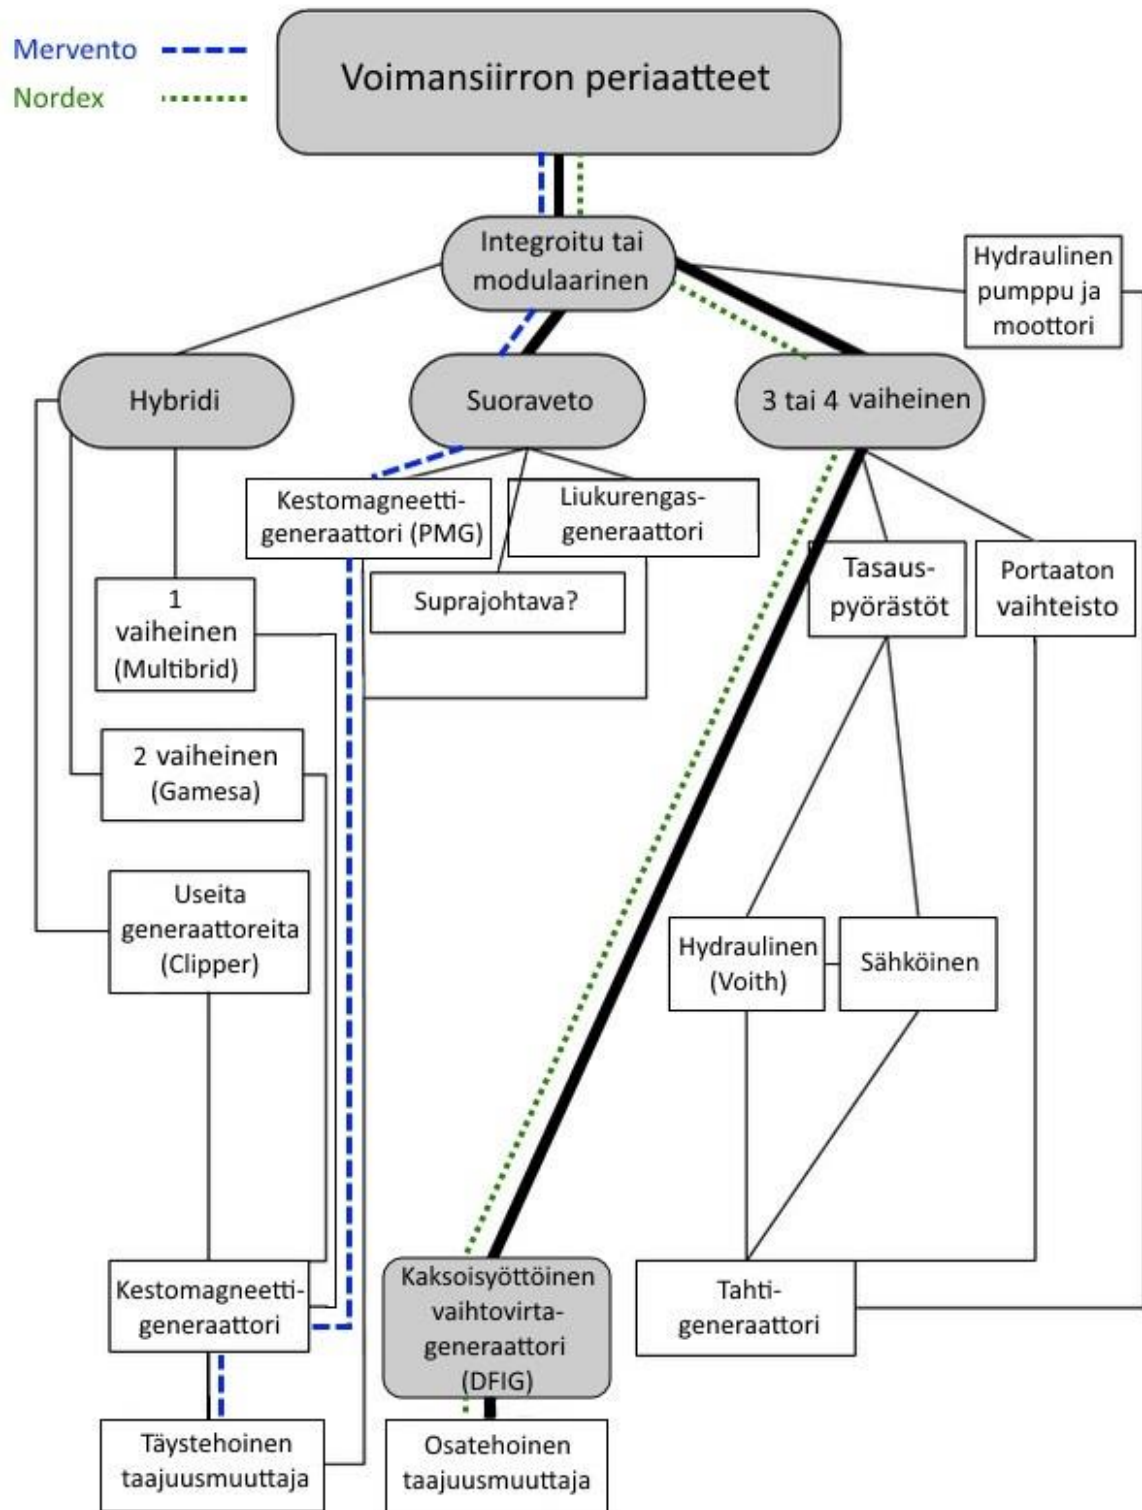 Mervento
Nordex
Voimansiirron periaatteet
Integroitu tai
modulaarinen
Hydraulinen
pumppu ja
moottori
Hybridi
Suoraveto
3 tai 4 vaiheinen
Kestomagneetti-
generaattori (PMG)
Liukurengas-
generaattori
Suprajohtava?
Tasaus-
pyörästöt
Portaaton
vaihteisto
1
vaiheinen
(Multibrid)
2 vaiheinen
(Gamesa)
Useita
generaattoreita
(Clipper)
Hydraulinen
(Voith)
Sähköinen
Kestomagneetti-
generaattori
Kaksoisyöttöinen
vaihtovirta-
generaattori
(DFIG)
Tahti-
generaattori
Täystehoinen
taajuusmuuttaja
Osatehoinen
taajuusmuuttaja